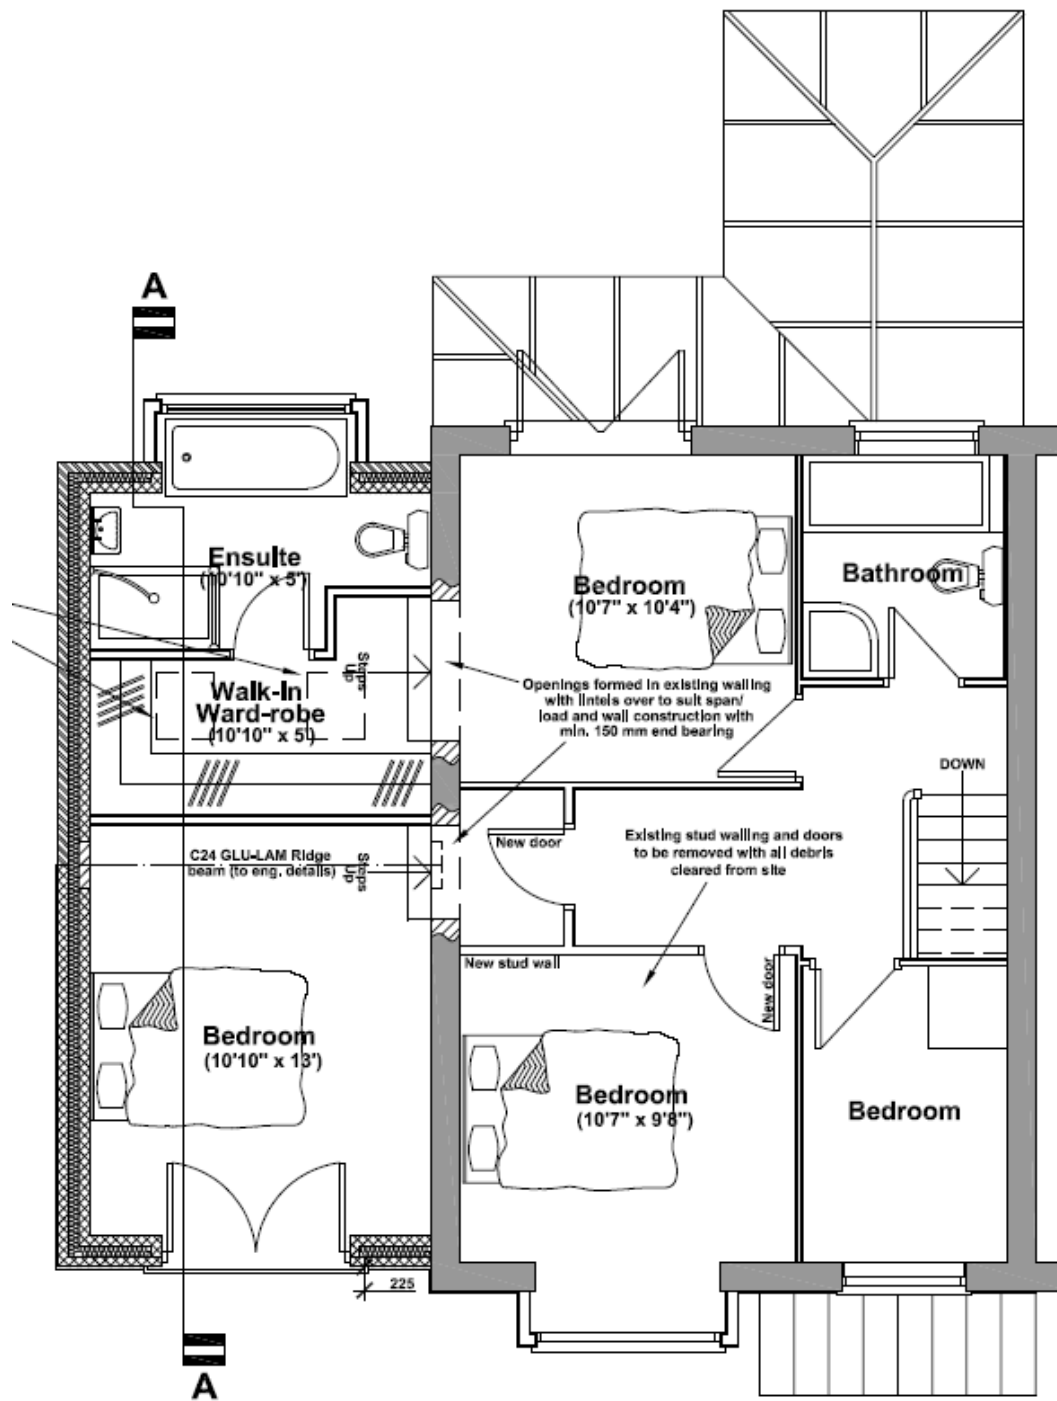 A
Ensuite
(10'10" x 5')
Bedroom
(10'7" x 10'4")
Bathroom
Steps
Up
Walk-In
Ward-robe
(10'10" x 5')
Openings formed in existing walling
with lintels over to suit span/
load and wall construction with
min. 150 mm end bearing
DOWN
New door
Existing stud walling and doors
to be removed with all debris
cleared from site
C24 GLU-LAM Ridge
beam (to eng. details)
Steps
Up
New stud wall
New door
Bedroom
(10'10" x 13')
Bedroom
(10'7" x 9'8")
Bedroom
225
A